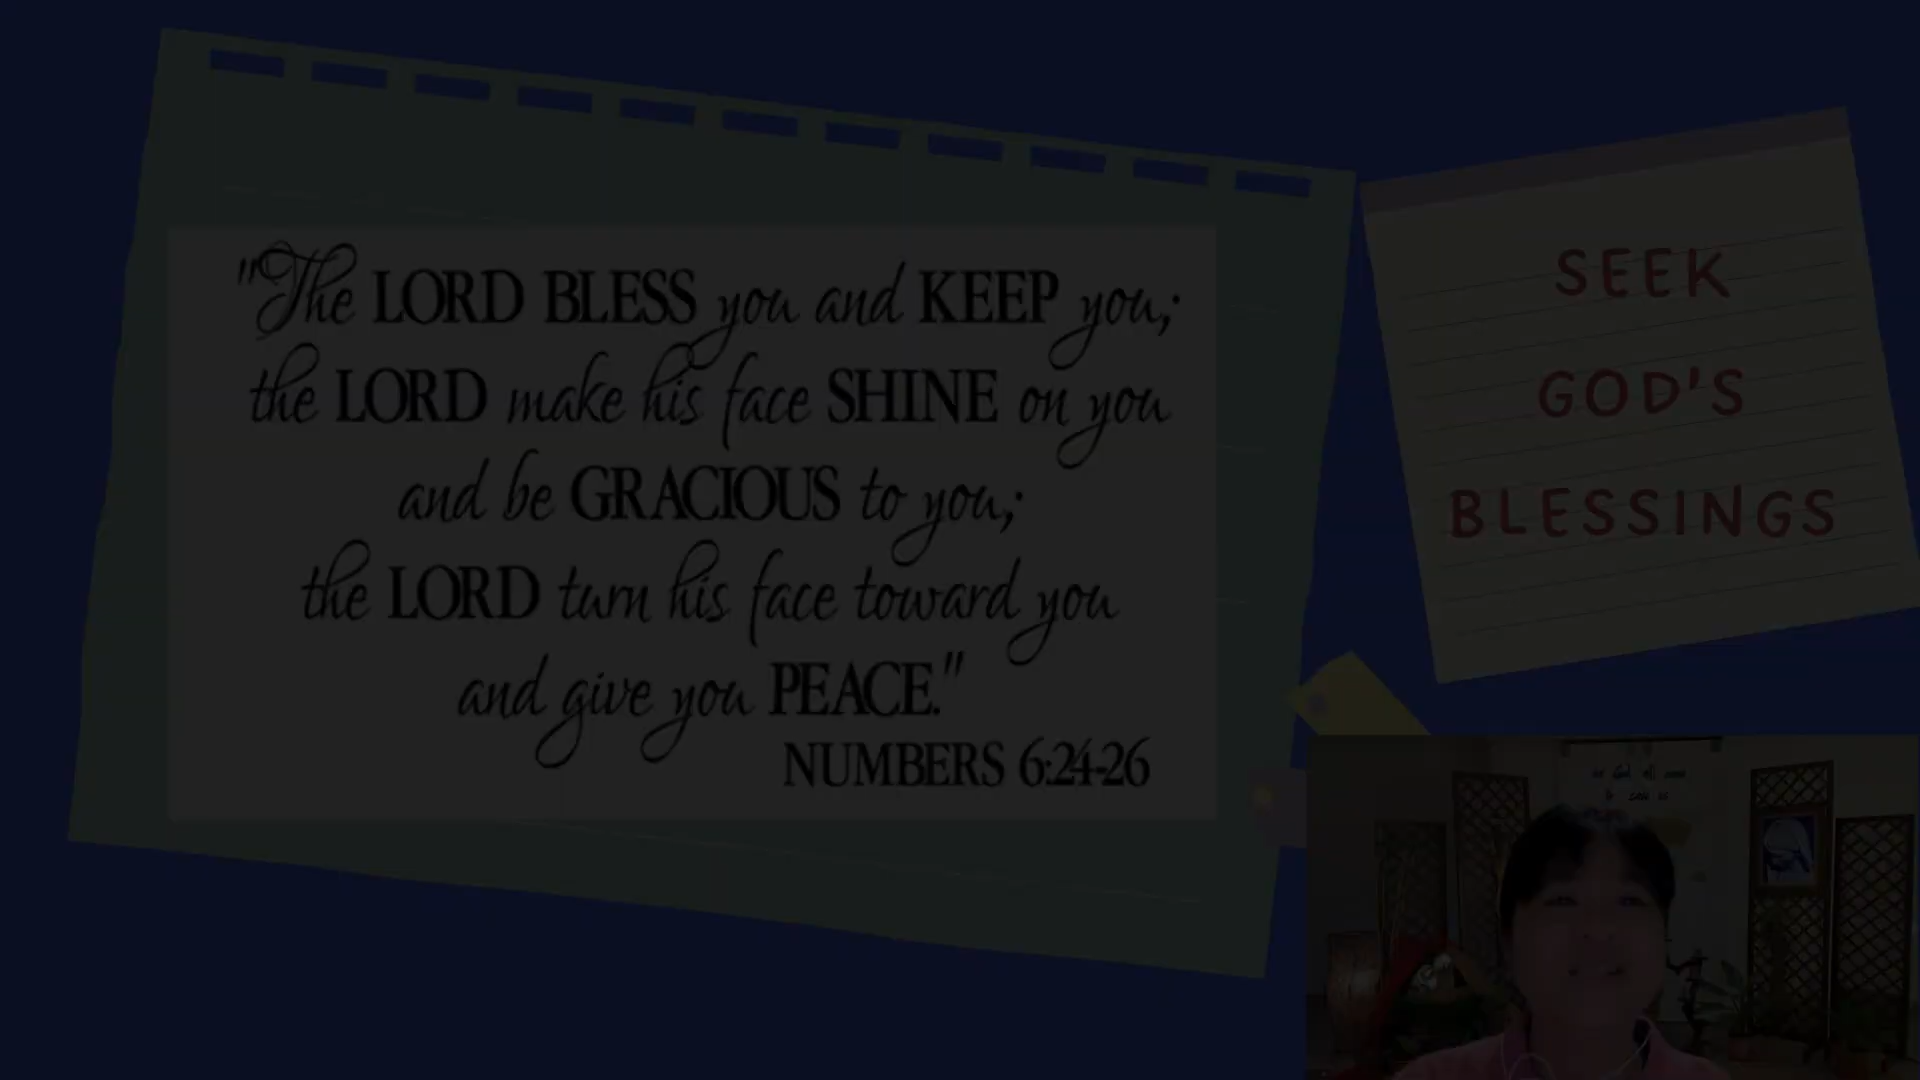 "The LORD BLESS you and KEEP you;
the LORD make his face SHINE on you
and be GRACIOUS to you;
the LORD turn his face toward you
and give you PEACE."
NUMBERS 6:24-26
SEEK
GOD'S
BLESSINGS